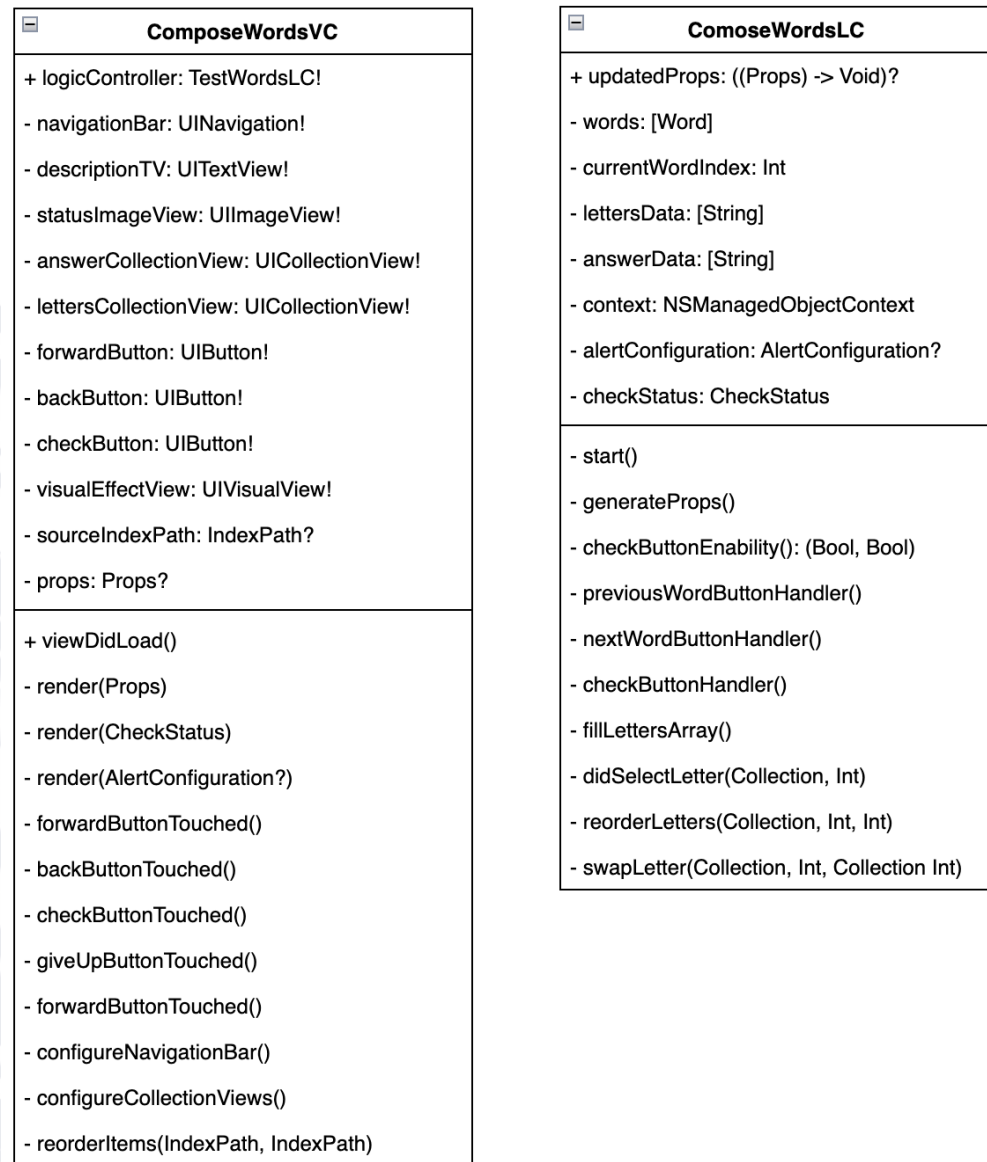 ComposeWordsVC
+ logicController: TestWordsLC!
- navigationBar: UINavigation!
- descriptionTV: UITextView!
- statusImageView: UIImageView!
- answerCollectionView: UICollectionView!
- lettersCollectionView: UICollectionView!
- forwardButton: UIButton!
- backButton: UIButton!
- checkButton: UIButton!
- visualEffectView: UIVisualView!
- sourceIndexPath: IndexPath?
- props: Props?
+ viewDidLoad()
- render(Props)
- render(CheckStatus)
- render(AlertConfiguration?)
- forwardButtonTouched()
- backButtonTouched()
- checkButtonTouched()
- giveUpButtonTouched()
- forwardButtonTouched()
- configureNavigationBar()
- configureCollectionViews()
- reorderItems(IndexPath, IndexPath)
ComoseWordsLC
+ updatedProps: ((Props) -> Void)?
- words: [Word]
- currentWordIndex: Int
- lettersData: [String]
- answerData: [String]
- context: NSManagedObjectContext
- alertConfiguration: AlertConfiguration?
- checkStatus: CheckStatus
- start()
- generateProps()
- checkButtonEnability(): (Bool, Bool)
- previousWordButtonHandler()
- nextWordButtonHandler()
- checkButtonHandler()
- fillLettersArray()
- didSelectLetter(Collection, Int)
- reorderLetters(Collection, Int, Int)
- swapLetter(Collection, Int, Collection Int)